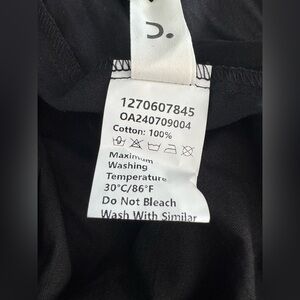 1270607845
OA240709004
Cotton: 100%
Maximum
Washing
Temperature
30°C/86°F
Do Not Bleach
Wash With Similar